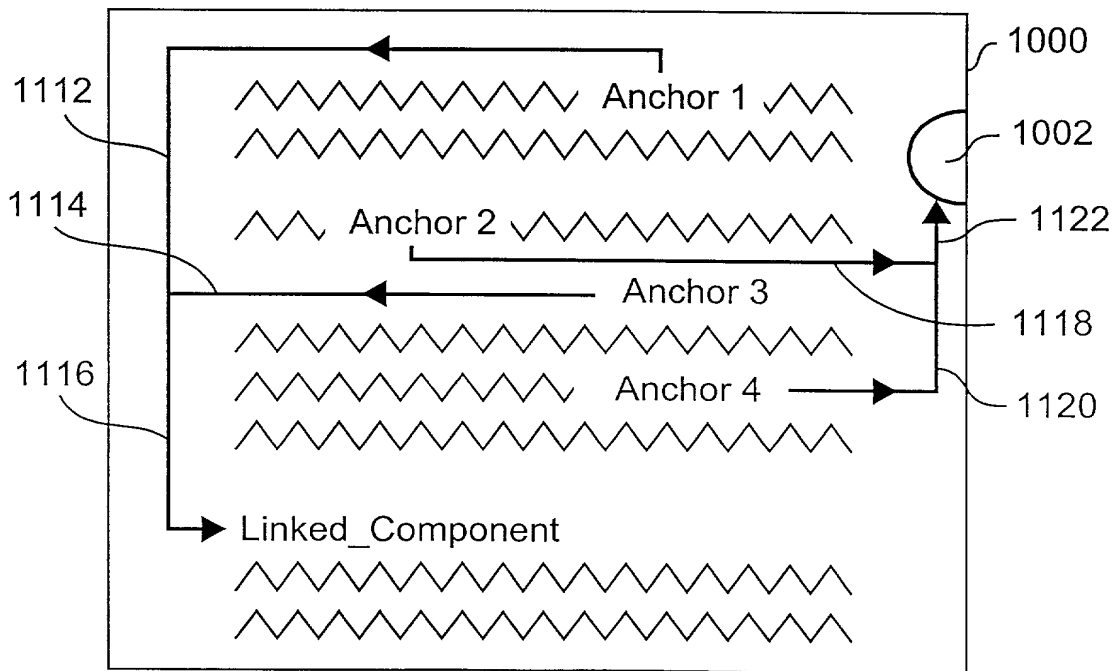 1000
1112
Anchor 1
1002
1114
Anchor 2
1122
Anchor 3
1118
1116
Anchor 4
1120
Linked_Component